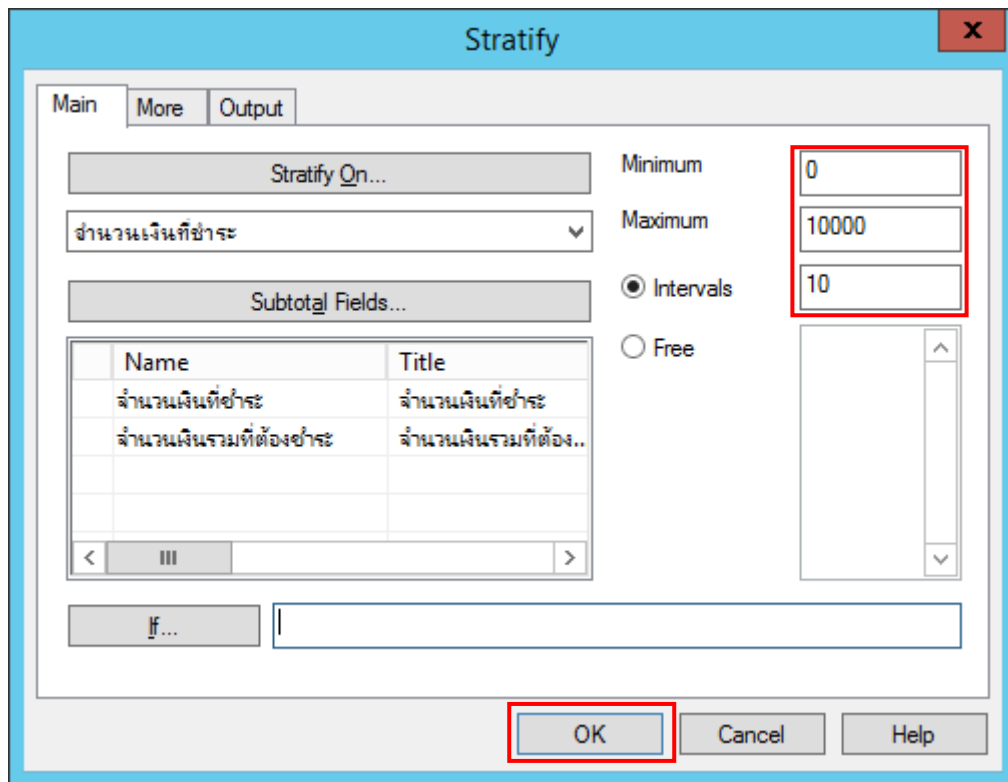 Stratify
x
Main More Output
Stratify On...
จำนวนเงินที่ชำระ
Subtotal Fields...
Name Title
จำนวนเงินที่ชำระ จำนวนเงินที่ชำระ
จำนวนเงินรวมที่ต้องชำระ จำนวนเงินรวมที่ต้อง..
If...
Minimum 0
Maximum 10000
Intervals 10
Free
OK Cancel Help